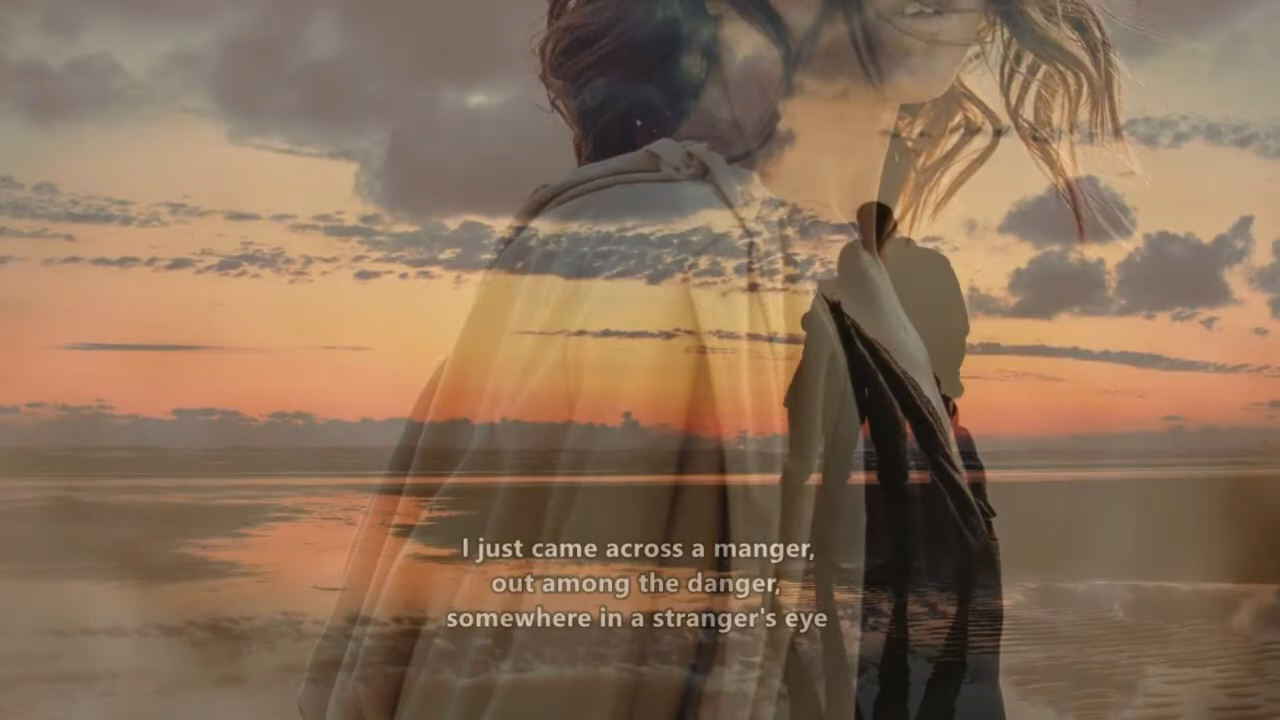 I just came across a manger,
out among the danger,
somewhere in a stranger's eye